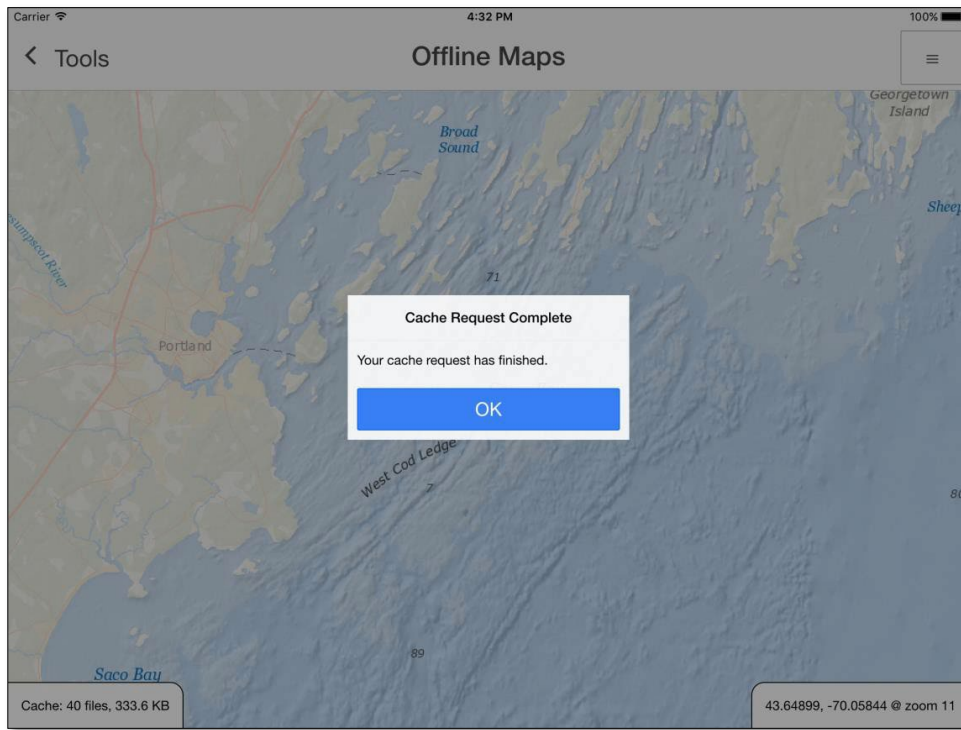 Carrier
4:32 PM
100%
Tools
Offline Maps
Georgetown
Island
Broad
Sound
Sheep
sumpscot River
71
Cache Request Complete
Portland
Your cache request has finished.
OK
West Cod Ledge
7
80
89
Saco Bay
Cache: 40 files, 333.6 KB
43.64899, -70.05844 @ zoom 11